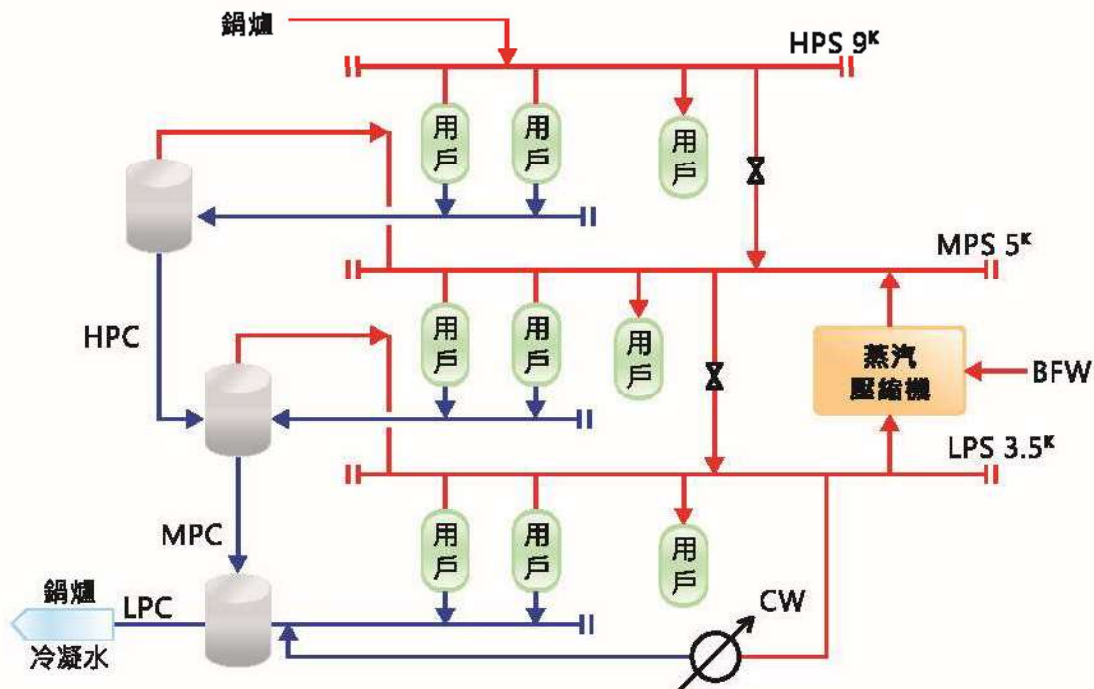 鍋爐
HPS 9ᴷ
用
戶
用
戶
用
戶
MPS 5ᴷ
HPC
用
戶
用
戶
用
戶
蒸汽
壓縮機
BFW
LPS 3.5ᴷ
MPC
用
戶
用
戶
用
戶
鍋爐
LPC
冷凝水
CW